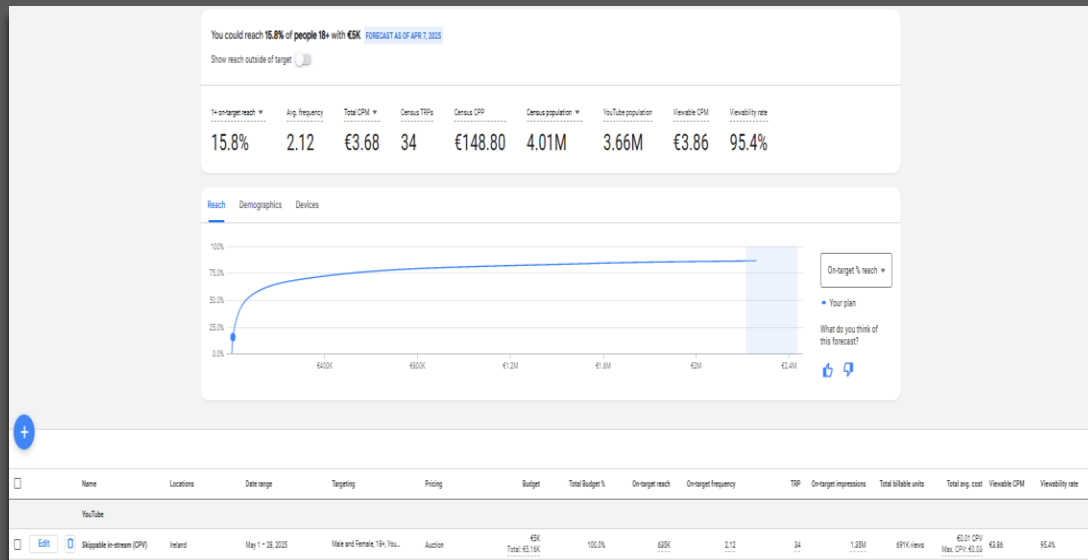 You could reach 15.8% of people 18+ with €5K FORECAST AS OF APR 7, 2025
Show reach outside of target
1+ on-target reach Avg. frequency Total CPM Census TRPs Census CPP Census population YouTube population Viewable CPM Viewability rate
15.8% 2.12 €3.68 34 €148.80 4.01M 3.66M €3.86 95.4%
Reach Demographics Devices
100%
75.0%
50.0%
25.0%
0.0%
€400K €800K €1.2M €1.6M €2M €2.4M
On-target % reach
Your plan
What do you think of
this forecast?
+
Name Locations Date range Targeting Pricing Budget Total Budget % On-target reach On-target frequency TRP On-target impressions Total billable units Total avg. cost Viewable CPM Viewability rate
YouTube
Edit Skippable in-stream (CPV) Ireland May 1 – 28, 2025 Male and Female, 18+, You... Auction €5K 100.0% 635K 2.12 34 1.35M 691K views €0.01 CPV €3.86 95.4%
Total: €5.16K Max. CPV: €0.03